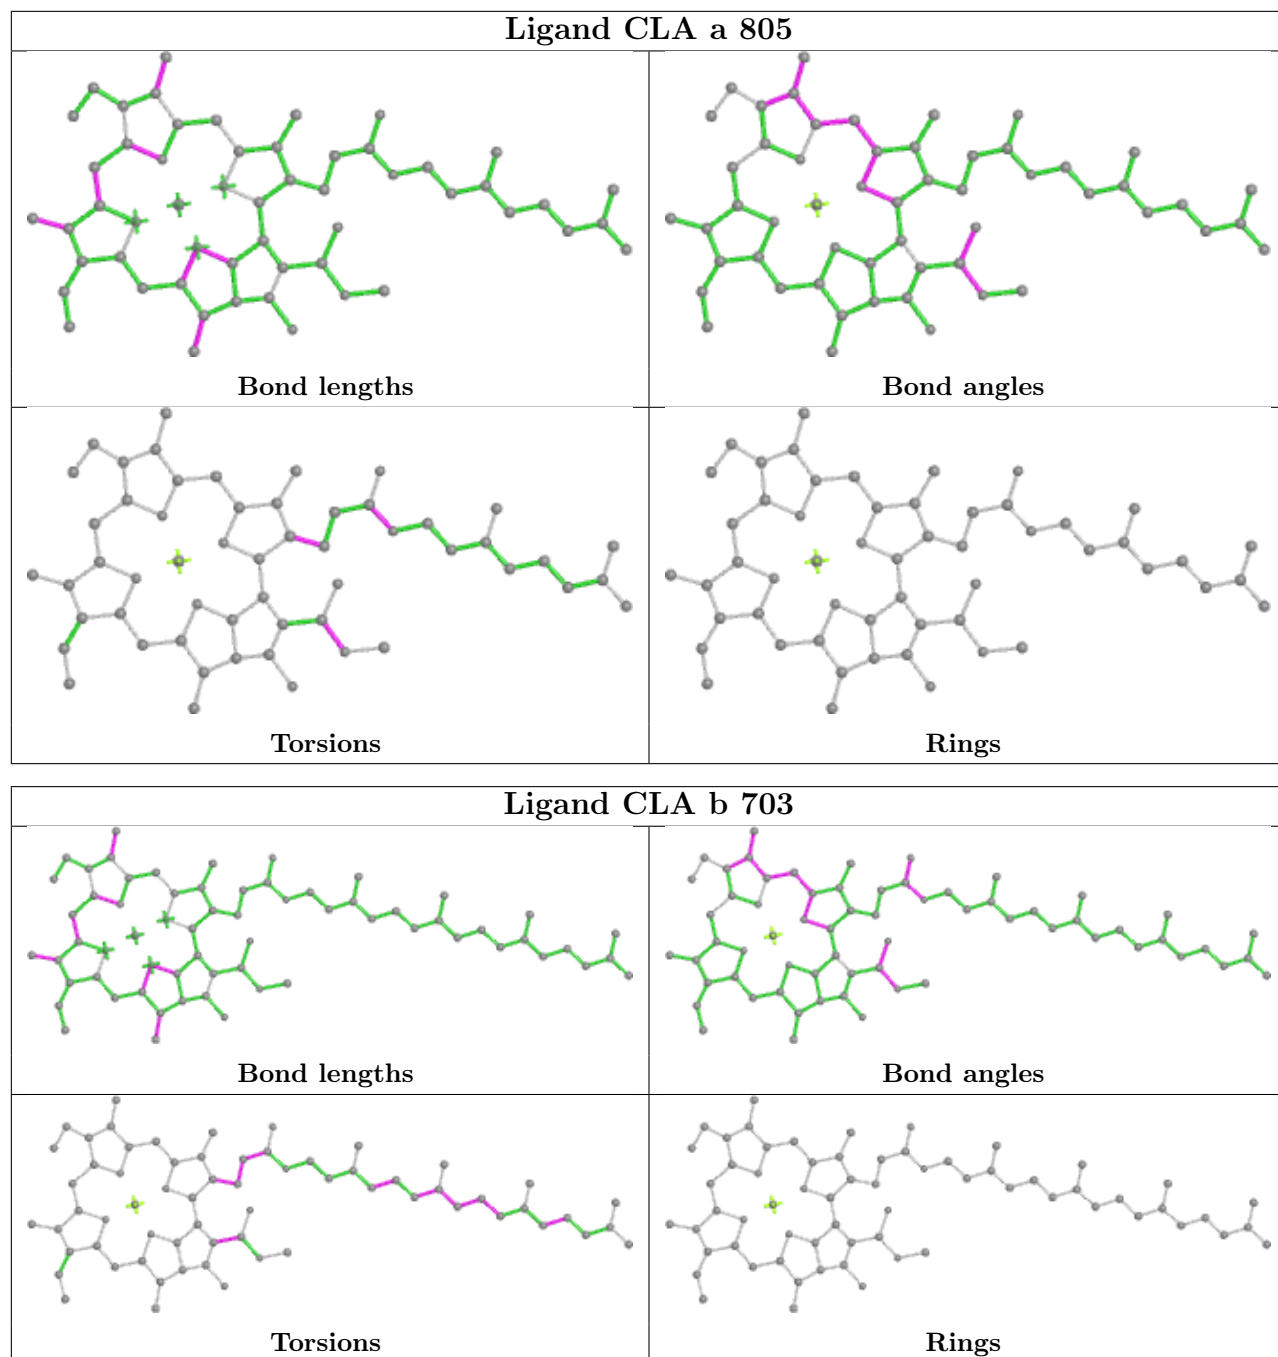 Ligand CLA a 805
Bond lengths
Bond angles
Torsions
Rings
Ligand CLA b 703
Bond lengths
Bond angles
Torsions
Rings